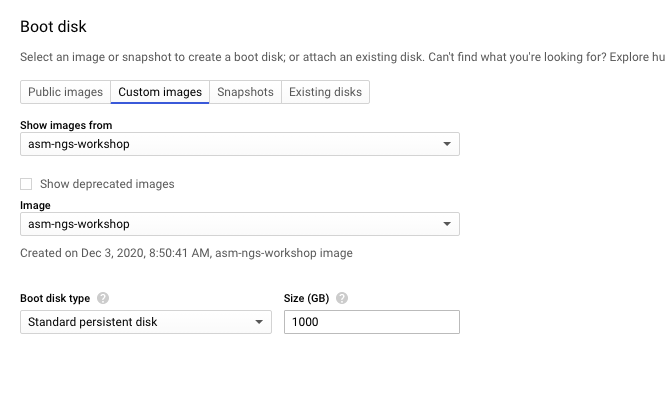 Boot disk
Select an image or snapshot to create a boot disk; or attach an existing disk. Can't find what you're looking for? Explore hu
Public images Custom images Snapshots Existing disks
Show images from
asm-ngs-workshop
Show deprecated images
Image
asm-ngs-workshop
Created on Dec 3, 2020, 8:50:41 AM, asm-ngs-workshop image
Boot disk type ? Size (GB) ?
Standard persistent disk 1000